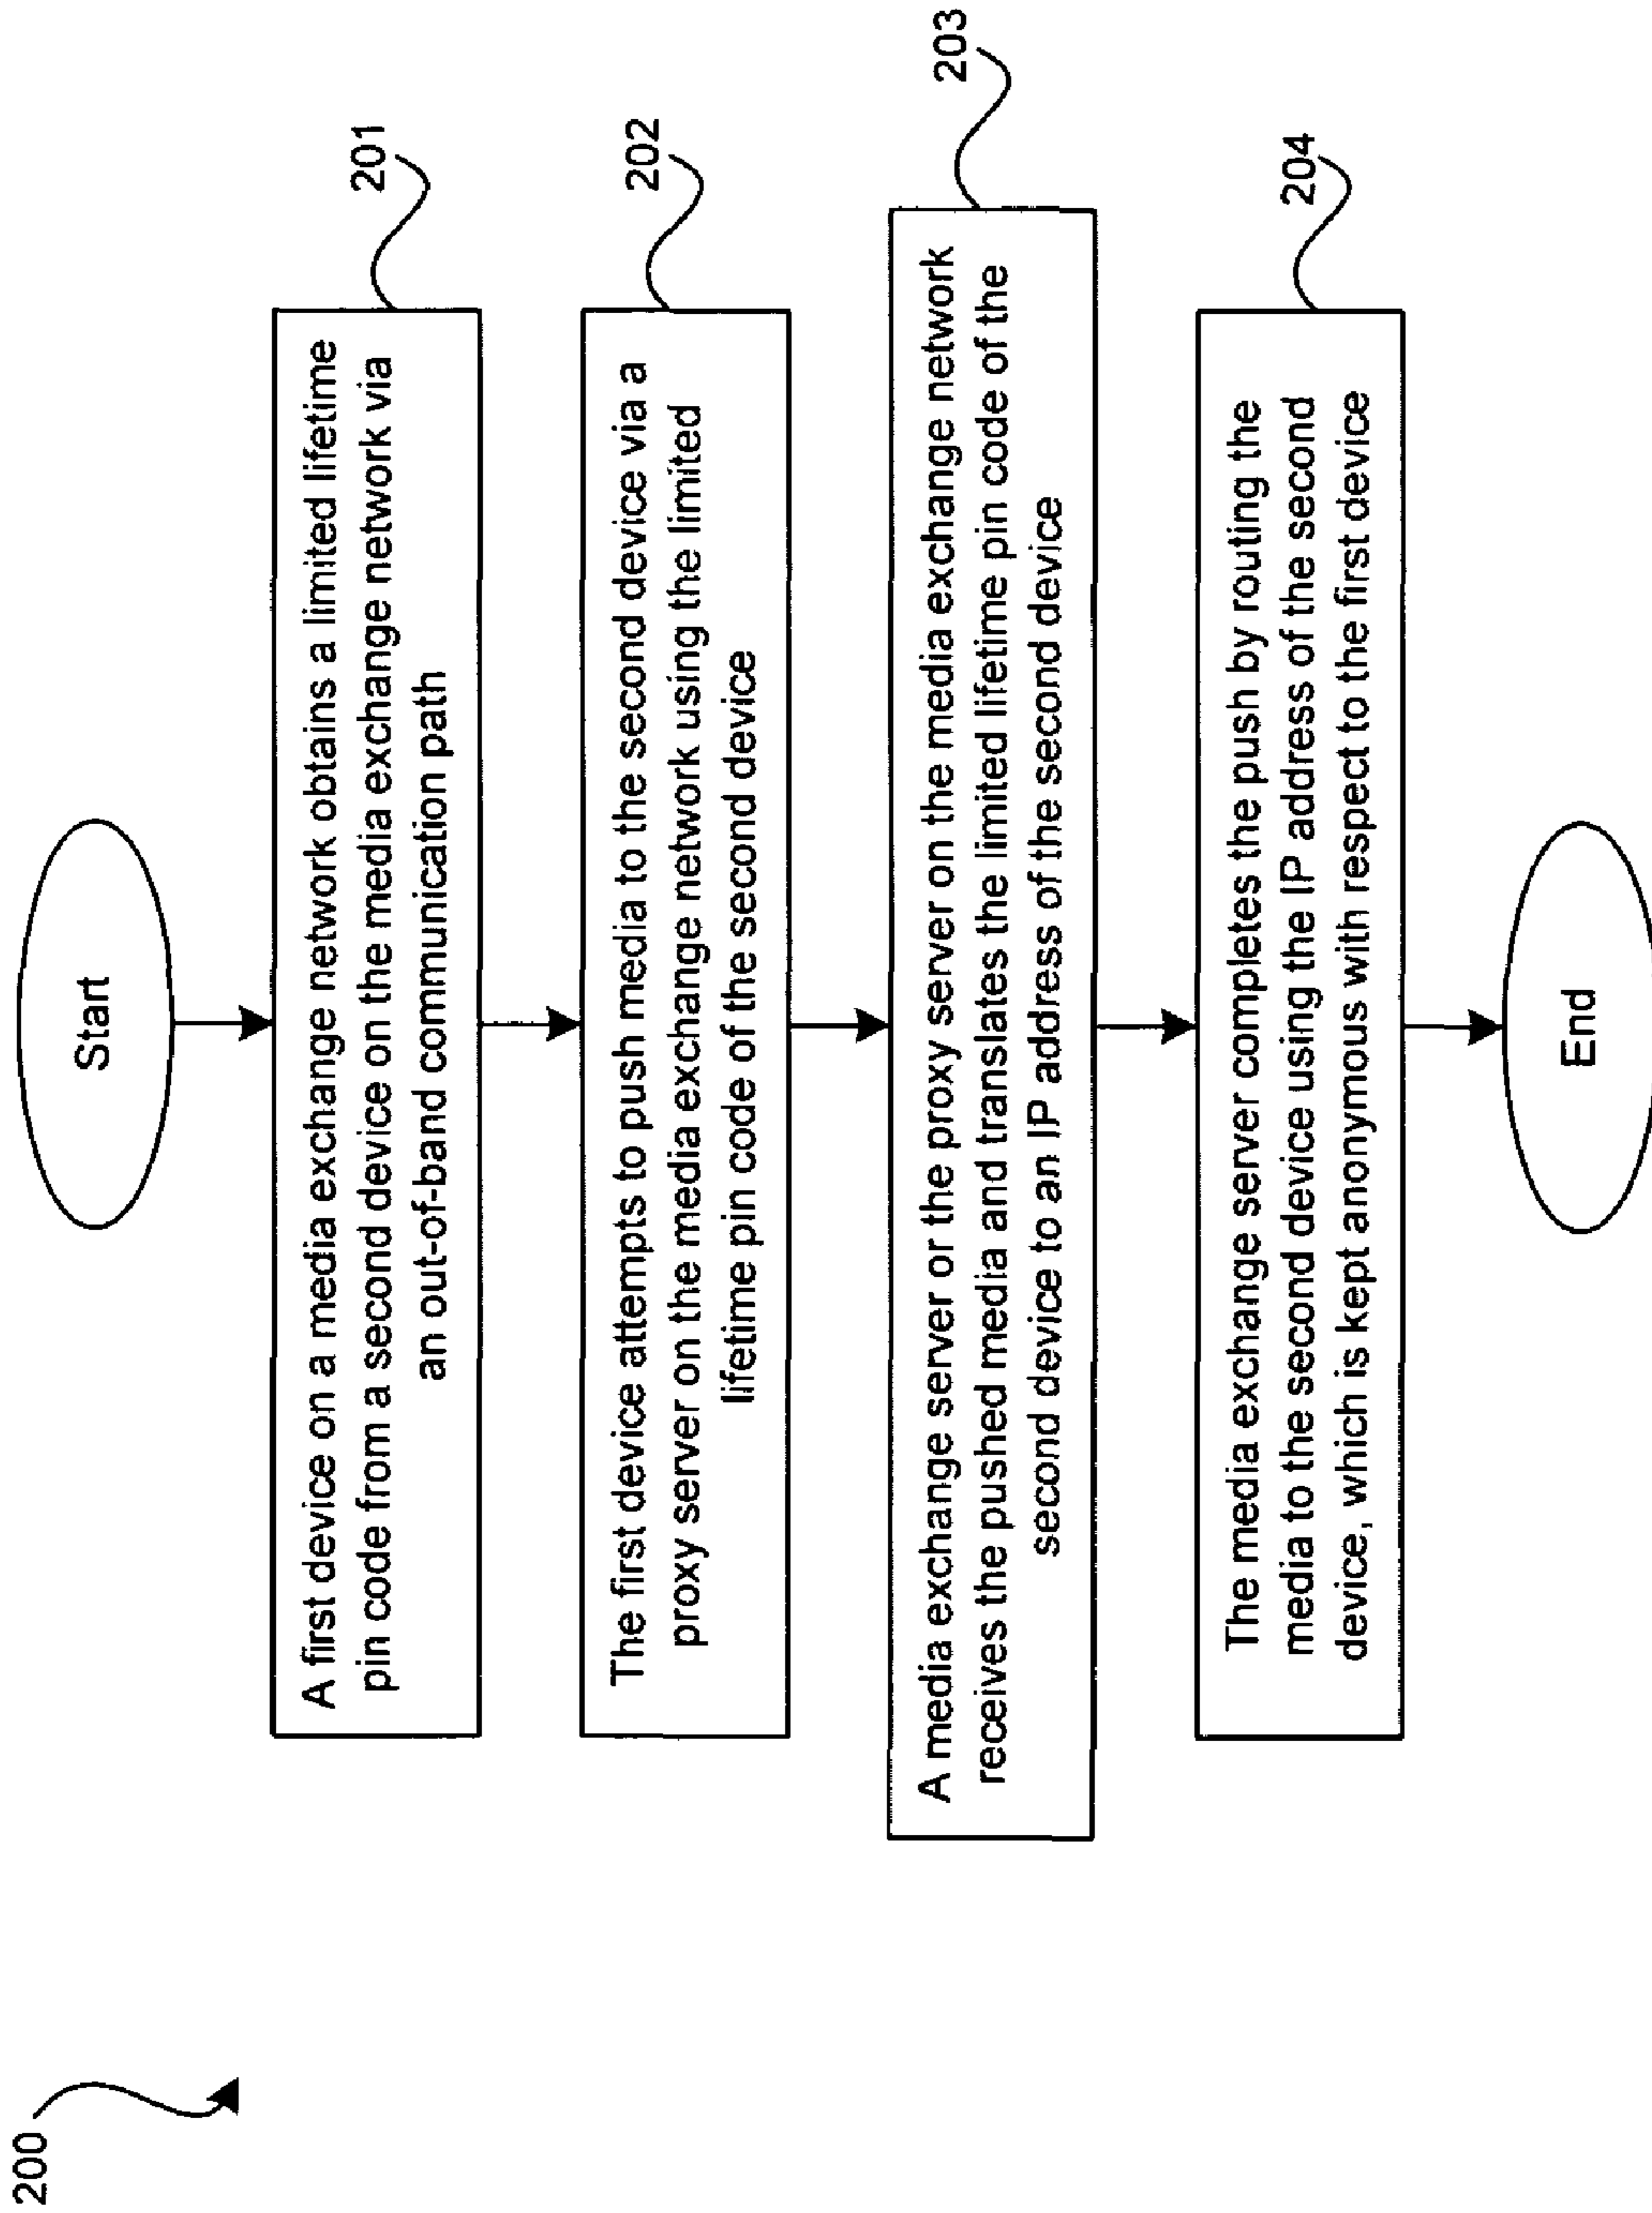 200
Start
A first device on a media exchange network obtains a limited lifetime
pin code from a second device on the media exchange network via
an out-of-band communication path
201
The first device attempts to push media to the second device via a
proxy server on the media exchange network using the limited
lifetime pin code of the second device
202
A media exchange server or the proxy server on the media exchange network
receives the pushed media and translates the limited lifetime pin code of the
second device to an IP address of the second device
203
The media exchange server completes the push by routing the
media to the second device using the IP address of the second
device, which is kept anonymous with respect to the first device
204
End